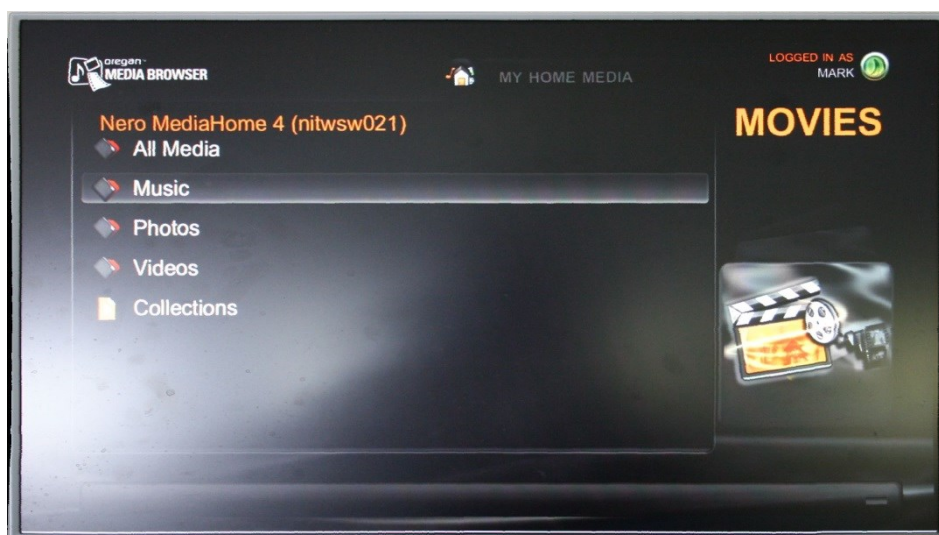 oregan
MEDIA BROWSER
MY HOME MEDIA
LOGGED IN AS
MARK
Nero MediaHome 4 (nitwsw021)
MOVIES
All Media
Music
Photos
Videos
Collections